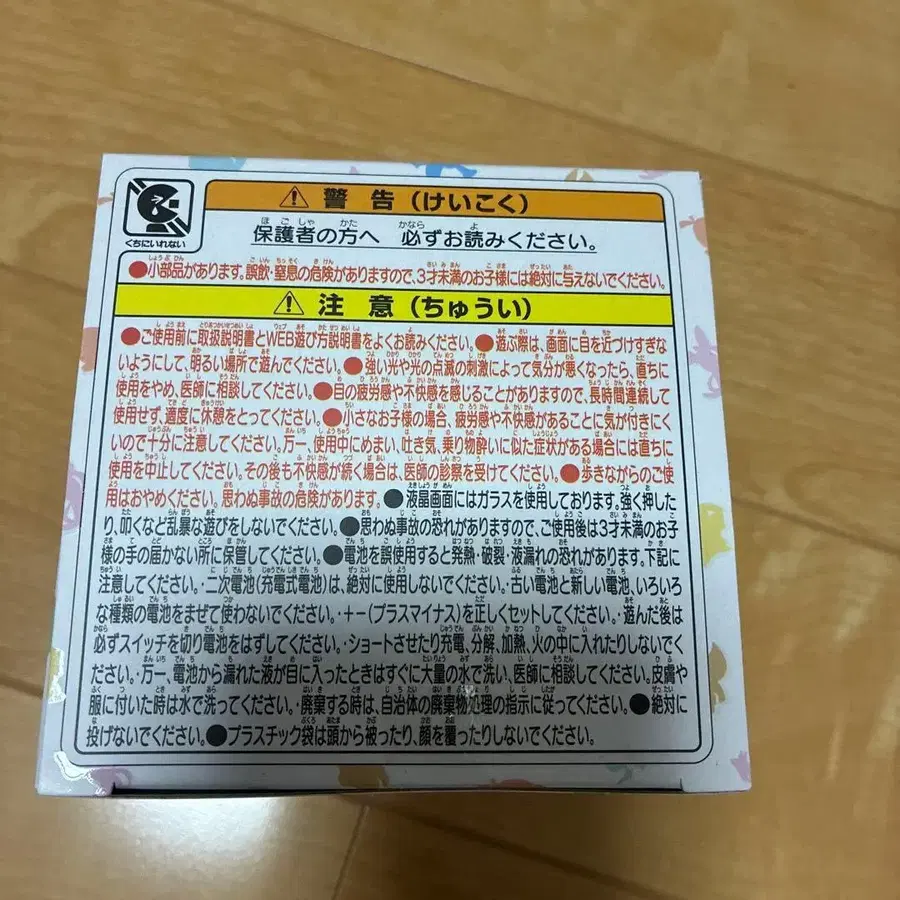 くちにいれない
⚠ 警告(けいこく)
保護者の方へ 必ずお読みください。
●小部品があります。誤飲・窒息の危険がありますので、3才未満のお子様には絶対に与えないでください。
⚠ 注意(ちゅうい)
●ご使用前に取扱説明書とWEB遊び方説明書をよくお読みください。●遊ぶ際は、画面に目を近づけすぎな
いようにして、明るい場所で遊んでください。●強い光や光の点滅の刺激によって気分が悪くなったら、直ちに
使用をやめ、医師に相談してください。●目の疲労感や不快感を感じることがありますので、長時間連続して
使用せず、適度に休憩をとってください。●小さなお子様の場合、疲労感や不快感があることに気が付きにく
いので十分に注意してください。万一、使用中にめまい、吐き気、乗り物酔いに似た症状がある場合には直ちに
使用を中止してください。その後も不快感が続く場合は、医師の診察を受けてください。●歩きながらのご使
用はおやめください。思わぬ事故の危険があります。●液晶画面にはガラスを使用しております。強く押した
り、叩くなど乱暴な遊びをしないでください。●思わぬ事故の恐れがありますので、ご使用後は3才未満のお子
様の手の届かない所に保管してください。●電池を誤使用すると発熱・破裂・液漏れの恐れがあります。下記に
注意してください。・二次電池(充電式電池)は、絶対に使用しないでください。・古い電池と新しい電池、いろいろ
な種類の電池をまぜて使わないでください。・+-(プラスマイナス)を正しくセットしてください。・遊んだ後は
必ずスイッチを切り電池をはずしてください。・ショートさせたり充電、分解、加熱、火の中に入れたりしないでく
ださい。・万一、電池から漏れた液が目に入ったときはすぐに大量の水で洗い、医師に相談してください。皮膚や
服に付いた時は水で洗ってください。・廃棄する時は、自治体の廃棄物処理の指示に従ってください。●絶対に
投げないでください。●プラスチック袋は頭から被ったり、顔を覆ったりしないでください。